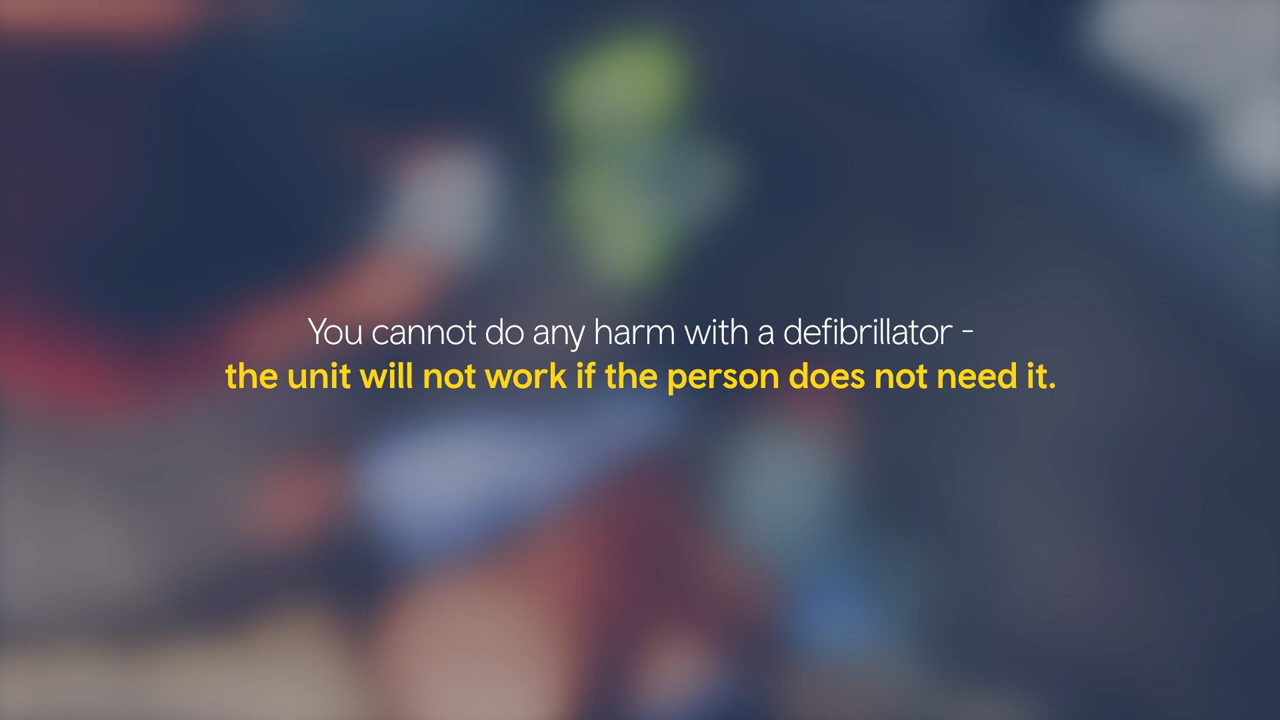 You cannot do any harm with a defibrillator -
the unit will not work if the person does not need it.